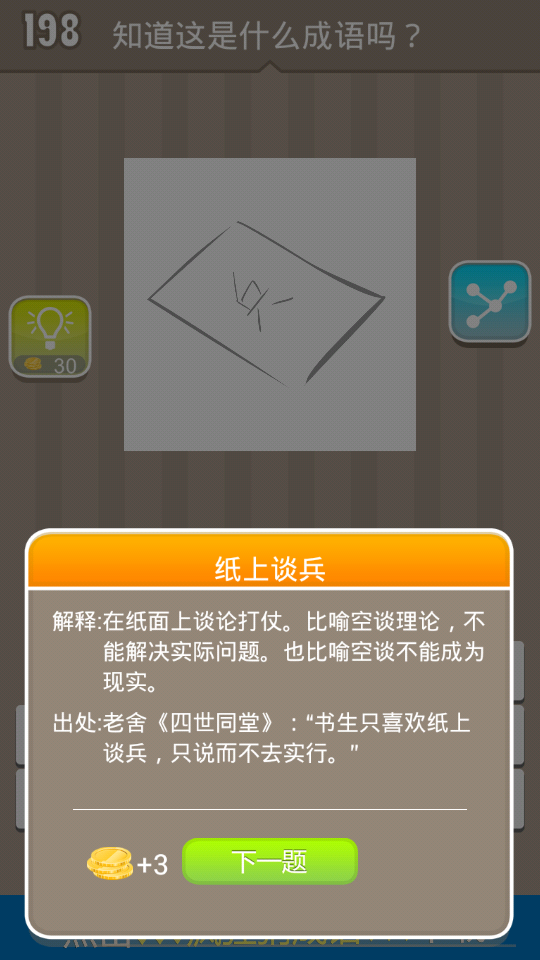 198 知道这是什么成语吗？
30
纸上谈兵
解释:在纸面上谈论打仗。比喻空谈理论，不
能解决实际问题。也比喻空谈不能成为
现实。
出处:老舍《四世同堂》：“书生只喜欢纸上
谈兵，只说而不去实行。”
+3 下一题